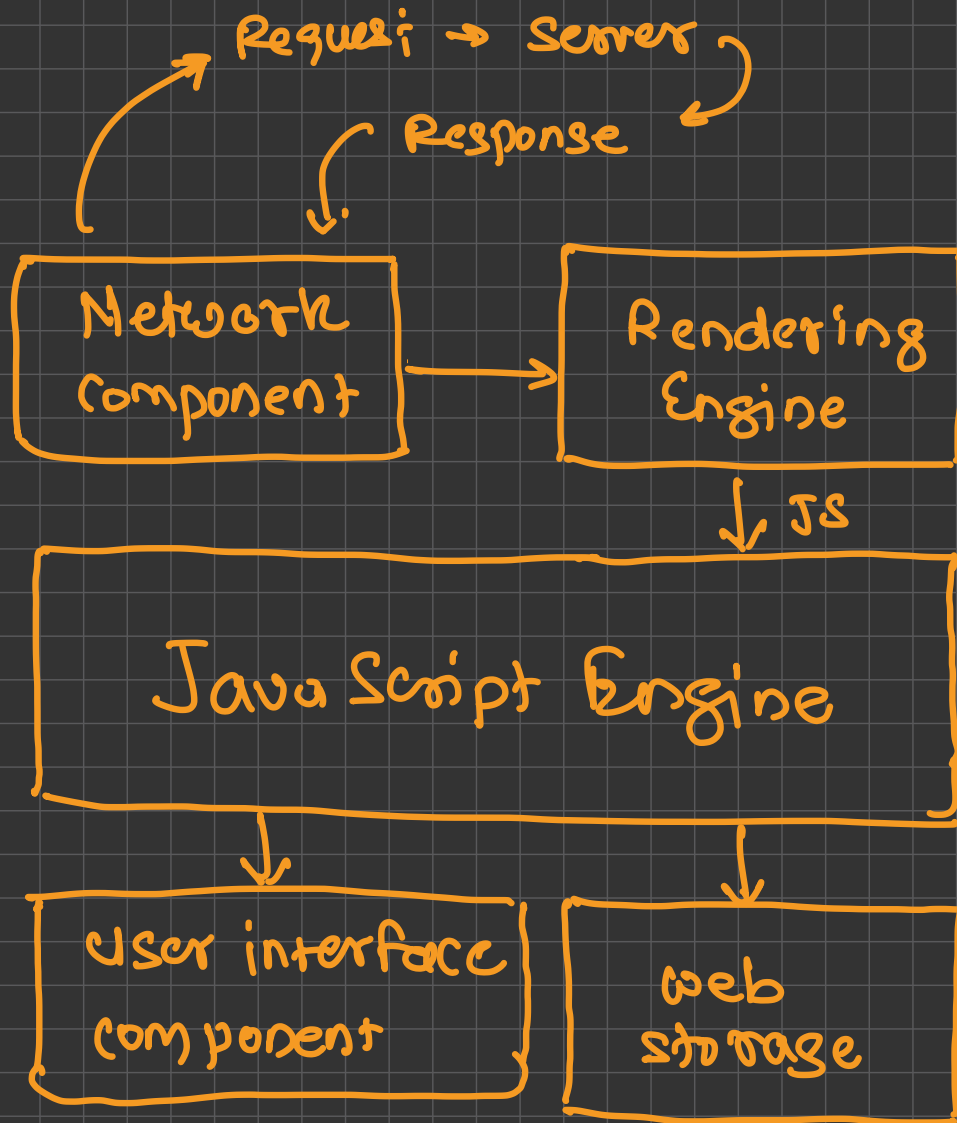 Request → Server
Response
Network
Component
Rendering
Engine
JS
JavaScript Engine
User interface
component
web
storage